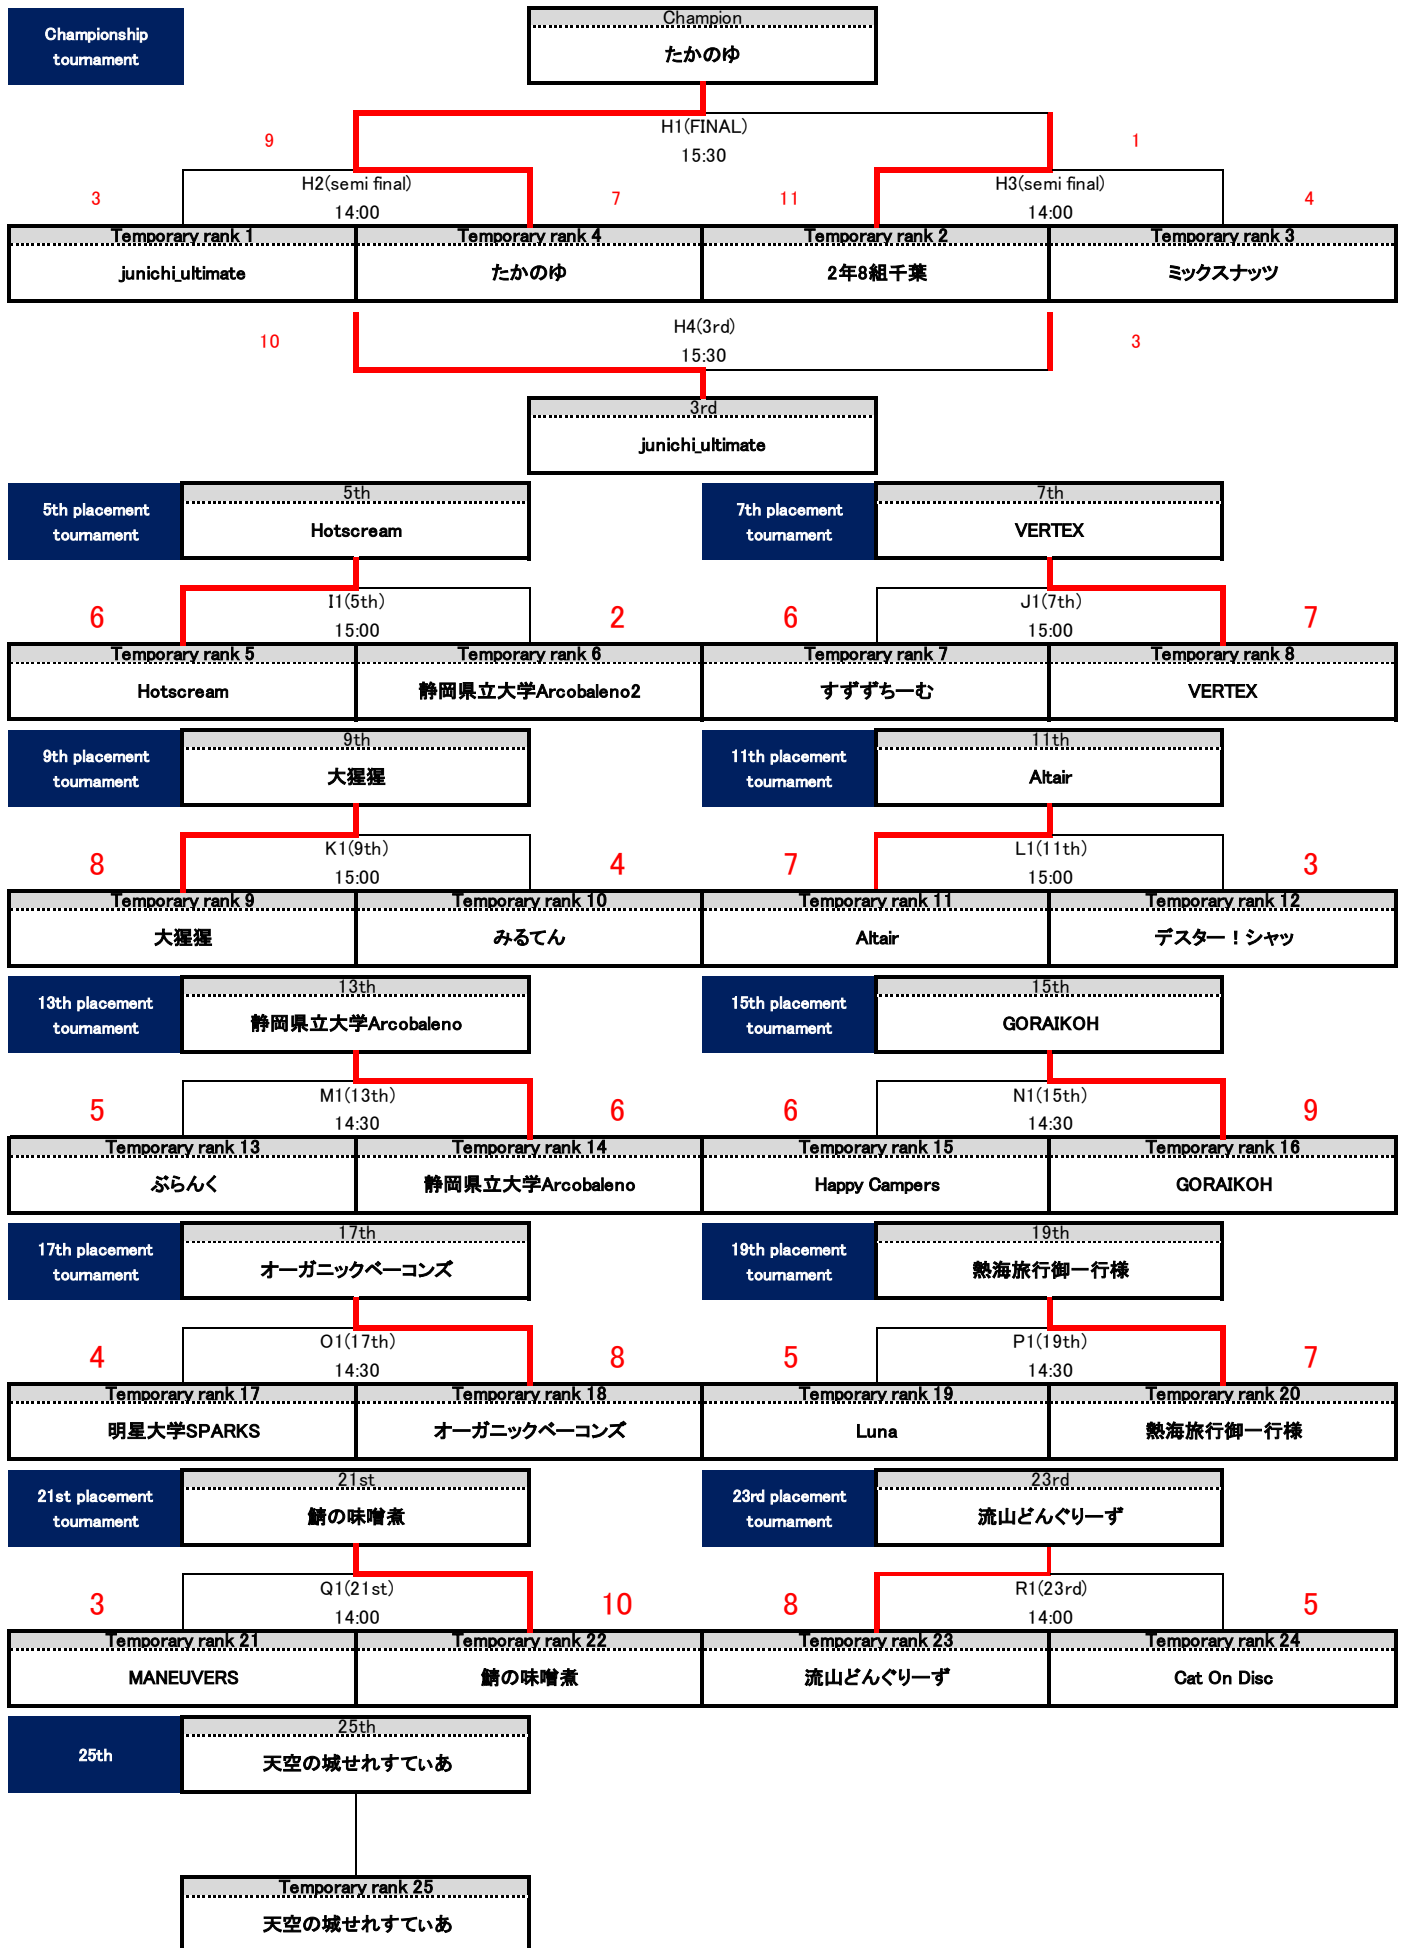 Championship
tournament
Champion
たかのゆ
H1(FINAL)
9
1
15:30
H2(semi final)
H3(semi final)
3
7
11
4
14:00
14:00
Temporary rank 1
Temporary rank 4
Temporary rank 2
Temporary rank 3
junichi_ultimate
たかのゆ
2年8組千葉
ミックスナッツ
H4(3rd)
10
3
15:30
3rd
junichi_ultimate
5th placement
tournament
5th
Hotscream
7th placement
tournament
7th
VERTEX
I1(5th)
J1(7th)
6
2
6
7
15:00
15:00
Temporary rank 5
Temporary rank 6
Temporary rank 7
Temporary rank 8
Hotscream
静岡県立大学Arcobaleno2
すずずちーむ
VERTEX
9th placement
tournament
9th
大猩猩
11th placement
tournament
11th
Altair
K1(9th)
L1(11th)
8
4
7
3
15:00
15:00
Temporary rank 9
Temporary rank 10
Temporary rank 11
Temporary rank 12
大猩猩
みるてん
Altair
デスター！シャッ
13th placement
tournament
13th
静岡県立大学Arcobaleno
15th placement
tournament
15th
GORAIKOH
M1(13th)
N1(15th)
5
6
6
9
14:30
14:30
Temporary rank 13
Temporary rank 14
Temporary rank 15
Temporary rank 16
ぶらんく
静岡県立大学Arcobaleno
Happy Campers
GORAIKOH
17th placement
tournament
17th
オーガニックベーコンズ
19th placement
tournament
19th
熱海旅行御一行様
O1(17th)
P1(19th)
4
8
5
7
14:30
14:30
Temporary rank 17
Temporary rank 18
Temporary rank 19
Temporary rank 20
明星大学SPARKS
オーガニックベーコンズ
Luna
熱海旅行御一行様
21st placement
tournament
21st
鯖の味噌煮
23rd placement
tournament
23rd
流山どんぐりーず
Q1(21st)
R1(23rd)
3
10
8
5
14:00
14:00
Temporary rank 21
Temporary rank 22
Temporary rank 23
Temporary rank 24
MANEUVERS
鯖の味噌煮
流山どんぐりーず
Cat On Disc
25th
25th
天空の城せれすてぃあ
Temporary rank 25
天空の城せれすてぃあ